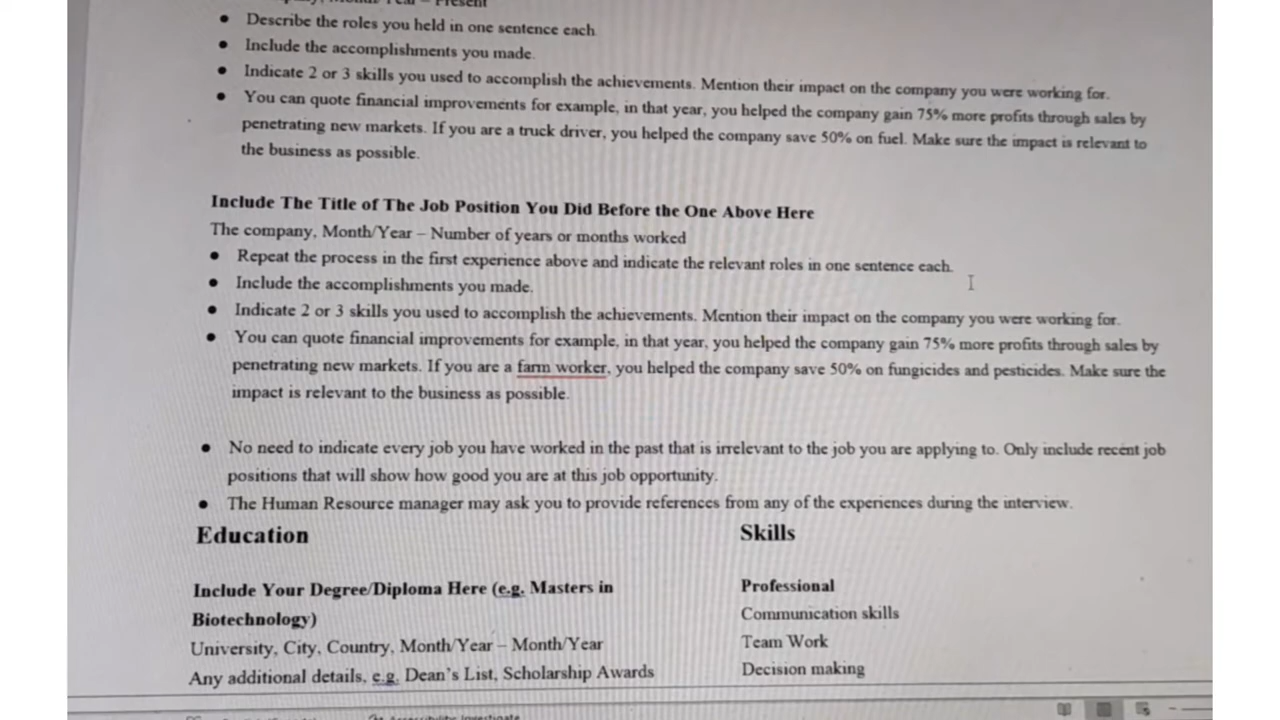 Present
Describe the roles you held in one sentence each.
Include the accomplishments you made.
Indicate 2 or 3 skills you used to accomplish the achievements. Mention their impact on the company you were working for.
You can quote financial improvements for example, in that year, you helped the company gain 75% more profits through sales by
penetrating new markets. If you are a truck driver, you helped the company save 50% on fuel. Make sure the impact is relevant to
the business as possible.
Include The Title of The Job Position You Did Before the One Above Here
The company, Month/Year – Number of years or months worked
Repeat the process in the first experience above and indicate the relevant roles in one sentence each.
Include the accomplishments you made.
Indicate 2 or 3 skills you used to accomplish the achievements. Mention their impact on the company you were working for.
You can quote financial improvements for example, in that year, you helped the company gain 75% more profits through sales by
penetrating new markets. If you are a farm worker, you helped the company save 50% on fungicides and pesticides. Make sure the
impact is relevant to the business as possible.
No need to indicate every job you have worked in the past that is irrelevant to the job you are applying to. Only include recent job
positions that will show how good you are at this job opportunity.
The Human Resource manager may ask you to provide references from any of the experiences during the interview.
Education
Include Your Degree/Diploma Here (e.g. Masters in
Biotechnology)
University, City, Country, Month/Year – Month/Year
Any additional details, e.g. Dean's List, Scholarship Awards
Skills
Professional
Communication skills
Team Work
Decision making